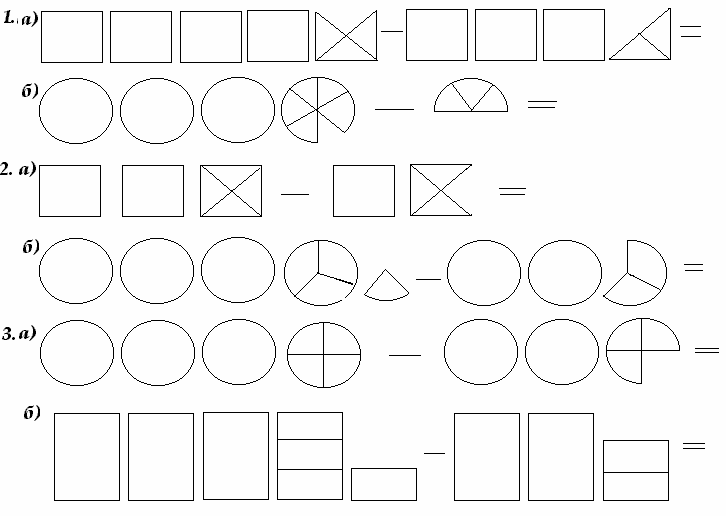 1. а) — =
б) — =
2. а) — =
б) — =
3. а) — =
б) — =